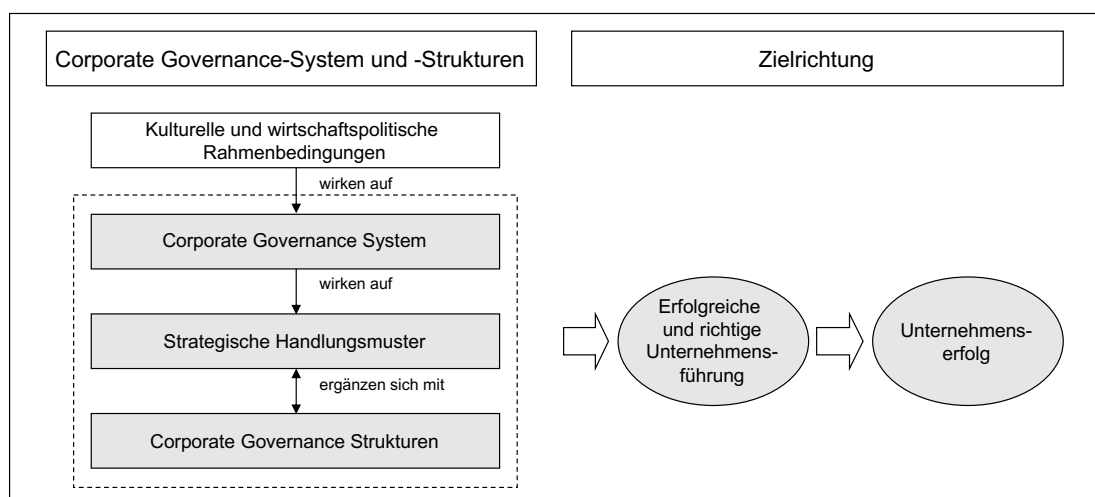 Corporate Governance-System und -Strukturen
Zielrichtung
Kulturelle und wirtschaftspolitische
Rahmenbedingungen
wirken auf
Corporate Governance System
wirken auf
Strategische Handlungsmuster
ergänzen sich mit
Corporate Governance Strukturen
Erfolgreiche
und richtige
Unternehmens-
führung
Unternehmens-
erfolg